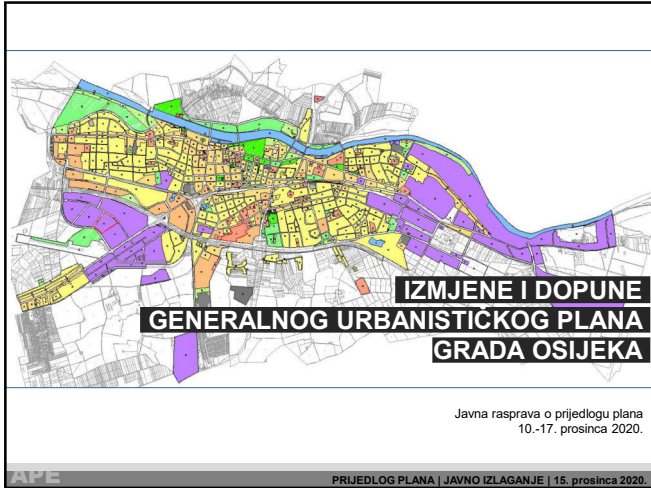 IZMJENE I DOPUNE
GENERALNOG URBANISTIČKOG PLANA
GRADA OSIJEKA
Javna rasprava o prijedlogu plana
10.-17. prosinca 2020.
APE
PRIJEDLOG PLANA | JAVNO IZLAGANJE | 15. prosinca 2020.